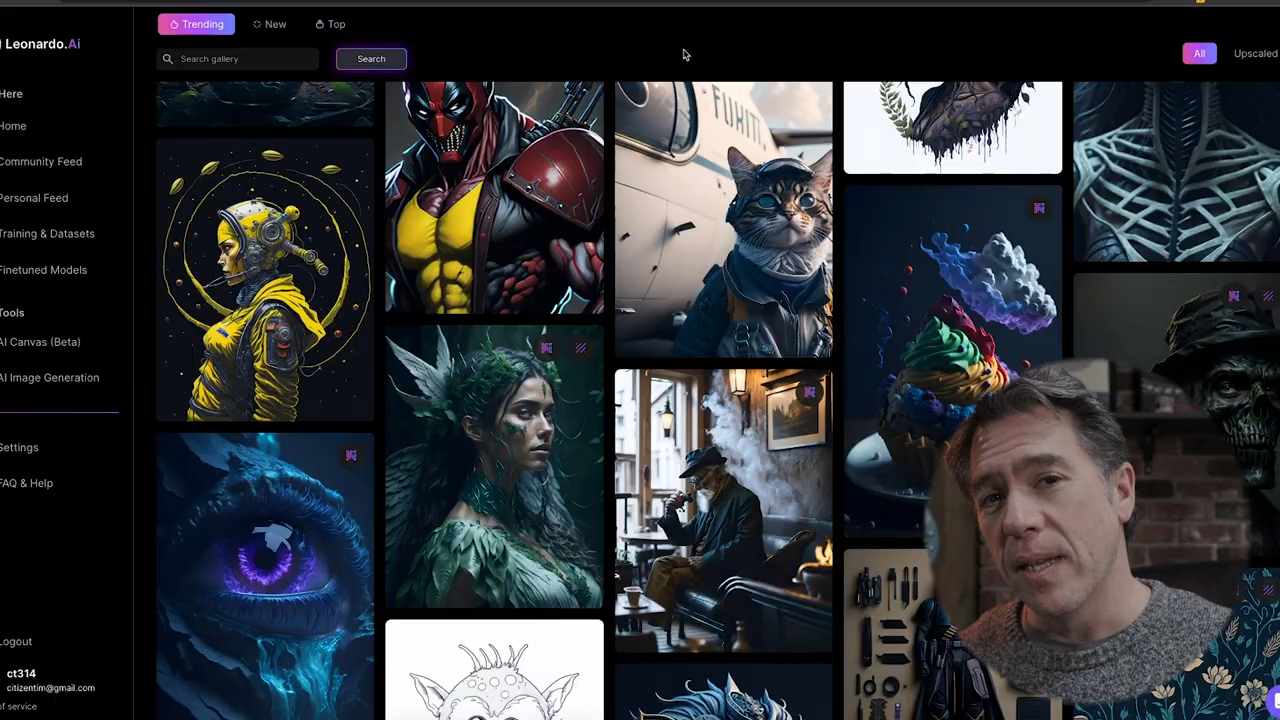 Trending
New
Top
Leonardo.Ai
Search gallery
Search
All
Upscaled
Here
Home
Community Feed
Personal Feed
Training & Datasets
Finetuned Models
Tools
AI Canvas (Beta)
AI Image Generation
Settings
FAQ & Help
Logout
ct314
citizentim@gmail.com
of service